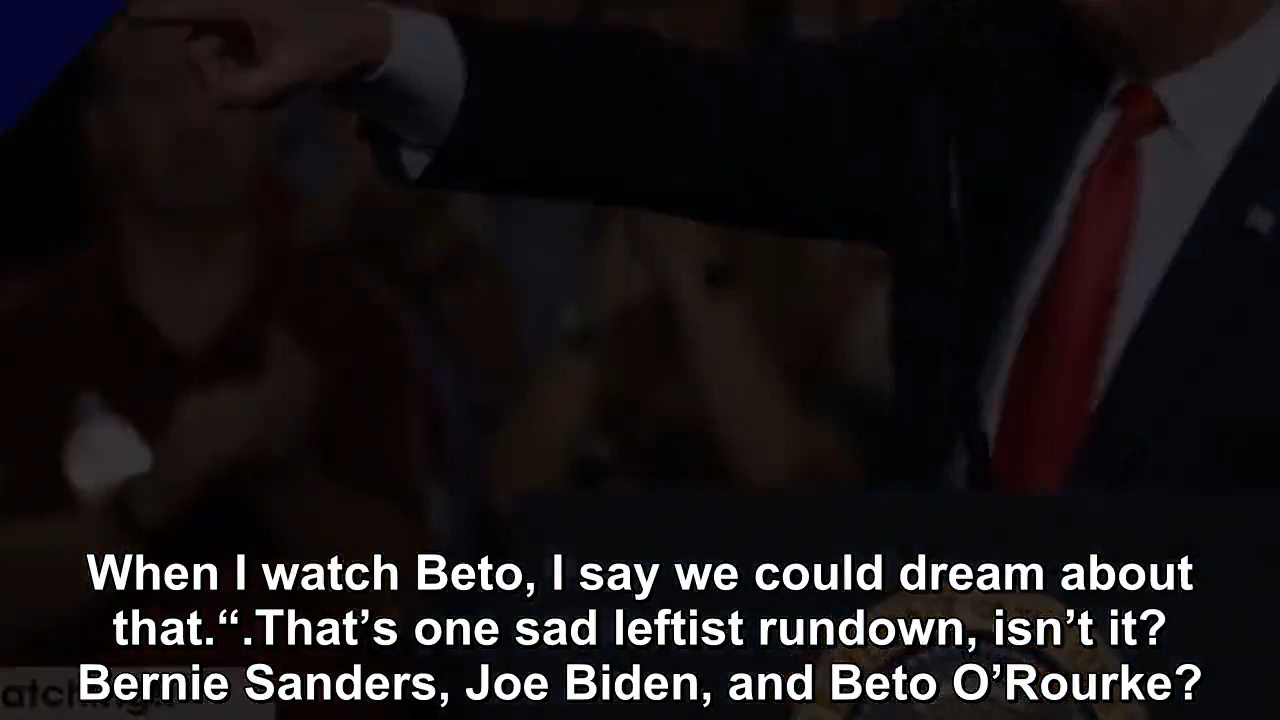 When I watch Beto, I say we could dream about
that.“.That’s one sad leftist rundown, isn’t it?
Bernie Sanders, Joe Biden, and Beto O’Rourke?